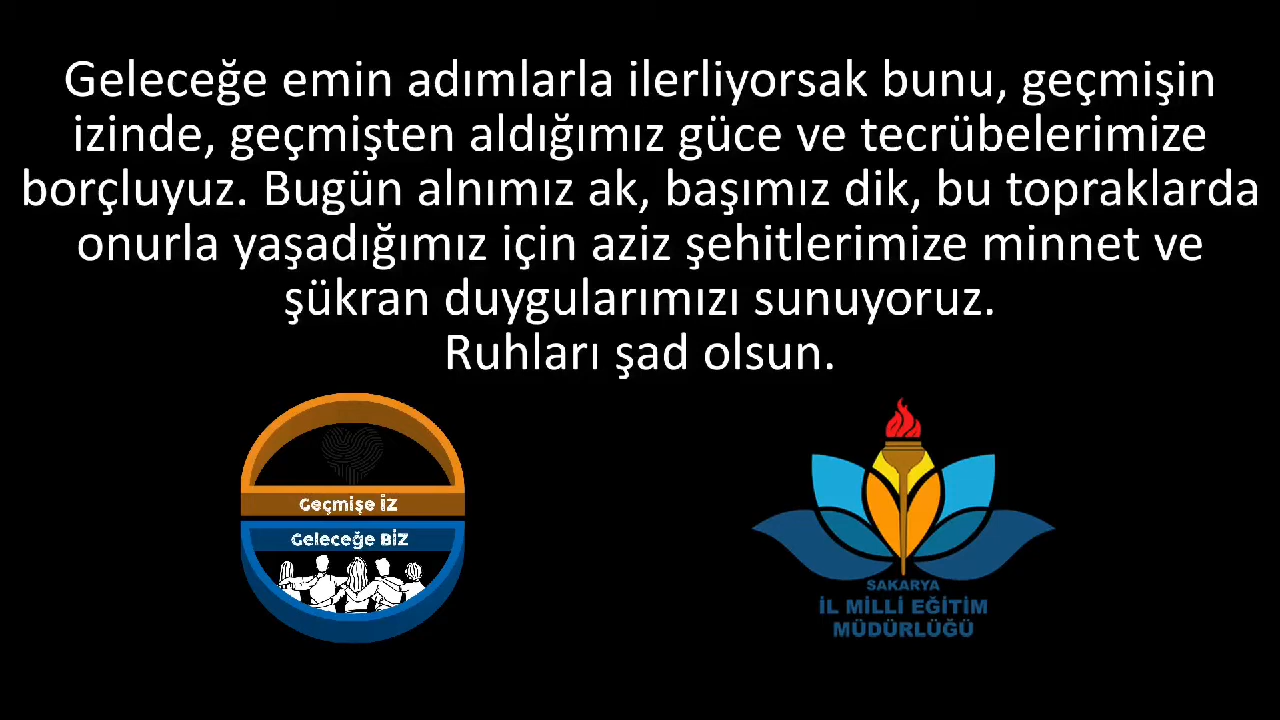 Geleceğe emin adımlarla ilerliyorsak bunu, geçmişin
izinde, geçmişten aldığımız güce ve tecrübelerimize
borçluyuz. Bugün alnımız ak, başımız dik, bu topraklarda
onurla yaşadığımız için aziz şehitlerimize minnet ve
şükran duygularımızı sunuyoruz.
Ruhları şad olsun.
Geçmişe İZ
Geleceğe BİZ
SAKARYA
İL MİLLİ EĞİTİM
MÜDÜRLÜĞÜ